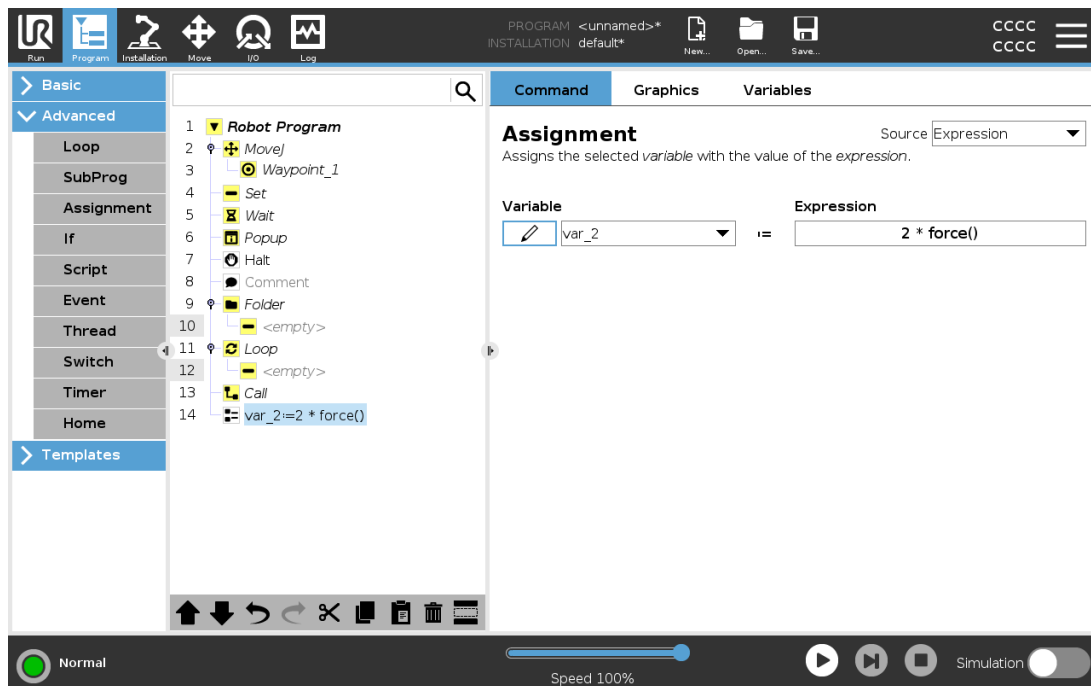 PROGRAM <unnamed>*
INSTALLATION default*
CCCC
CCCC
Run
Program
Installation
Move
I/O
Log
New...
Open...
Save...
Basic
Advanced
Loop
SubProg
Assignment
If
Script
Event
Thread
Switch
Timer
Home
Templates
1 Robot Program
2 MoveJ
3 Waypoint_1
4 Set
5 Wait
6 Popup
7 Halt
8 Comment
9 Folder
10 <empty>
11 Loop
12 <empty>
13 Call
14 var_2:=2 * force()
Command Graphics Variables
Assignment
Source Expression
Assigns the selected variable with the value of the expression.
Variable Expression
var_2 := 2 * force()
Normal
Speed 100%
Simulation